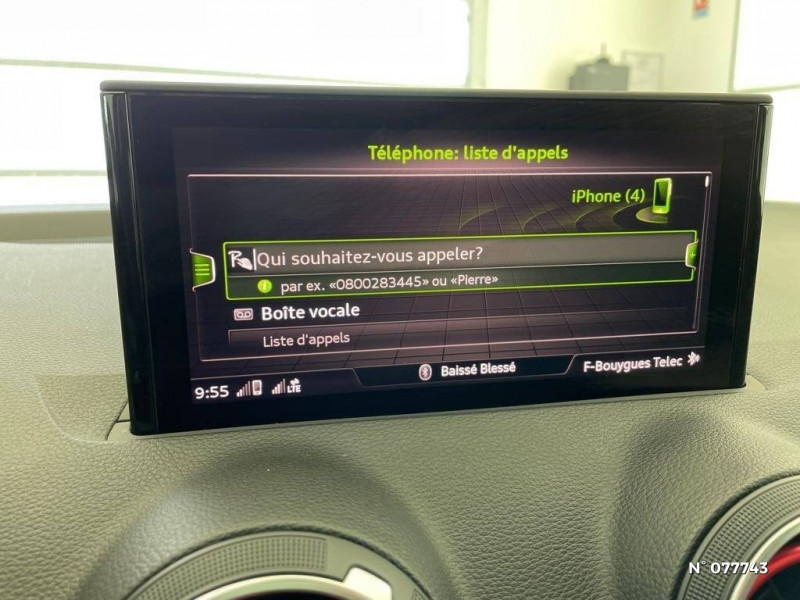 Téléphone: liste d'appels
iPhone (4)
Qui souhaitez-vous appeler?
par ex. «0800283445» ou «Pierre»
Boîte vocale
Liste d'appels
9:55 LTE Baissé Blessé F-Bouygues Telec
N° 077743